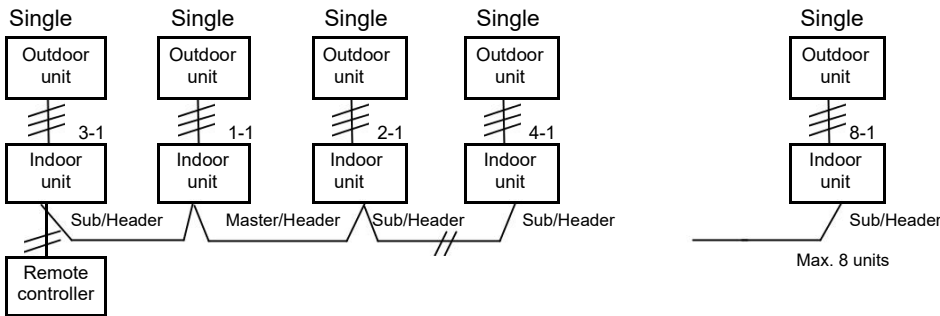 Single Single Single Single Single
Outdoor unit Outdoor unit Outdoor unit Outdoor unit Outdoor unit
3-1 1-1 2-1 4-1 8-1
Indoor unit Indoor unit Indoor unit Indoor unit Indoor unit
Sub/Header Master/Header Sub/Header Sub/Header Sub/Header
Max. 8 units
Remote
controller